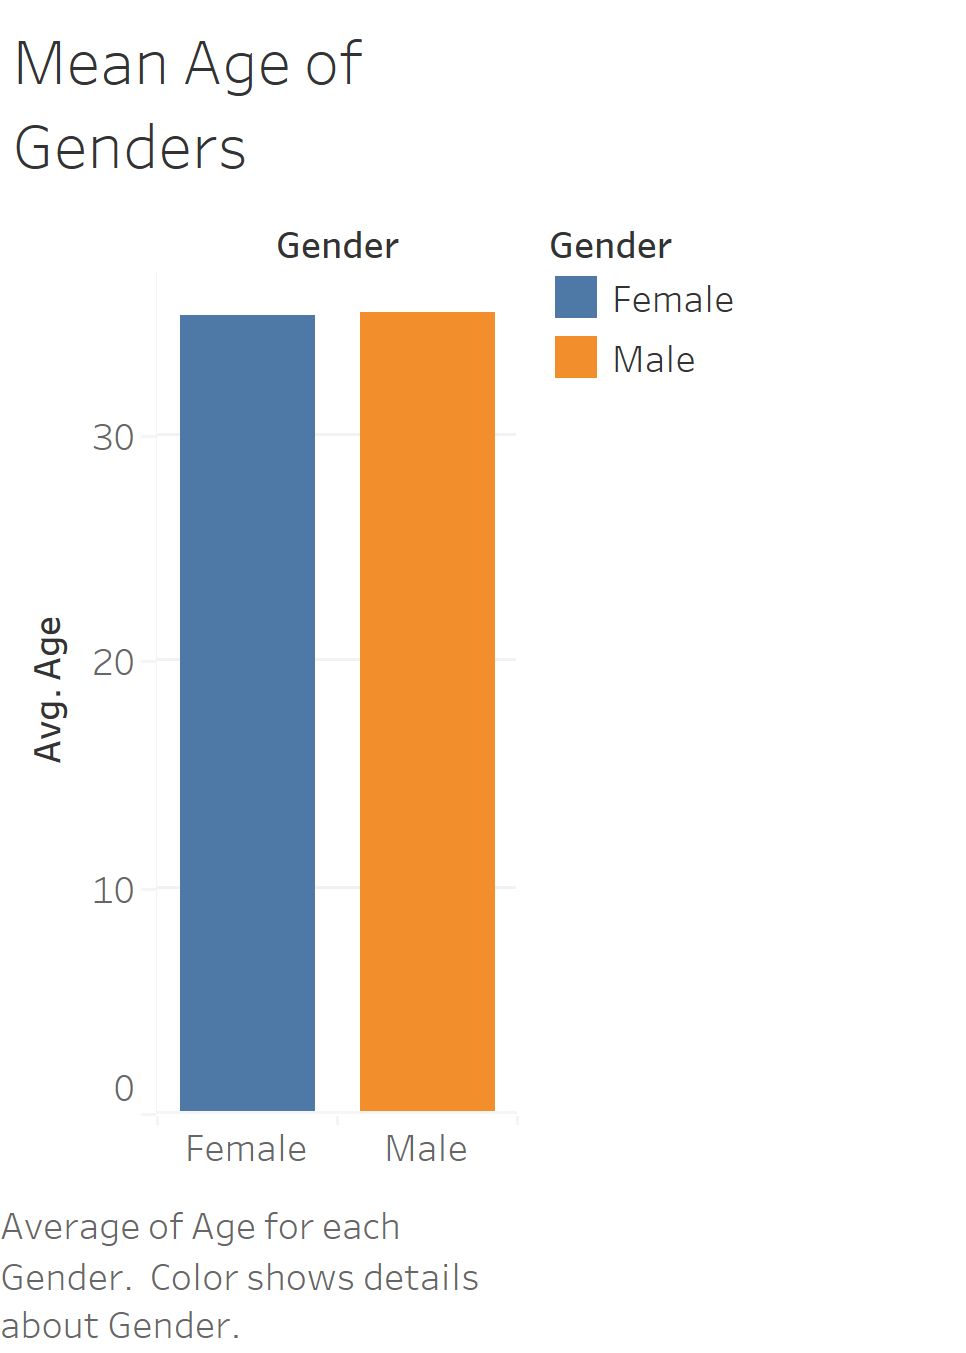 Mean Age of
Genders
Gender
Gender
Female
Male
30
20
10
0
Avg. Age
Female
Male
Average of Age for each
Gender.  Color shows details
about Gender.